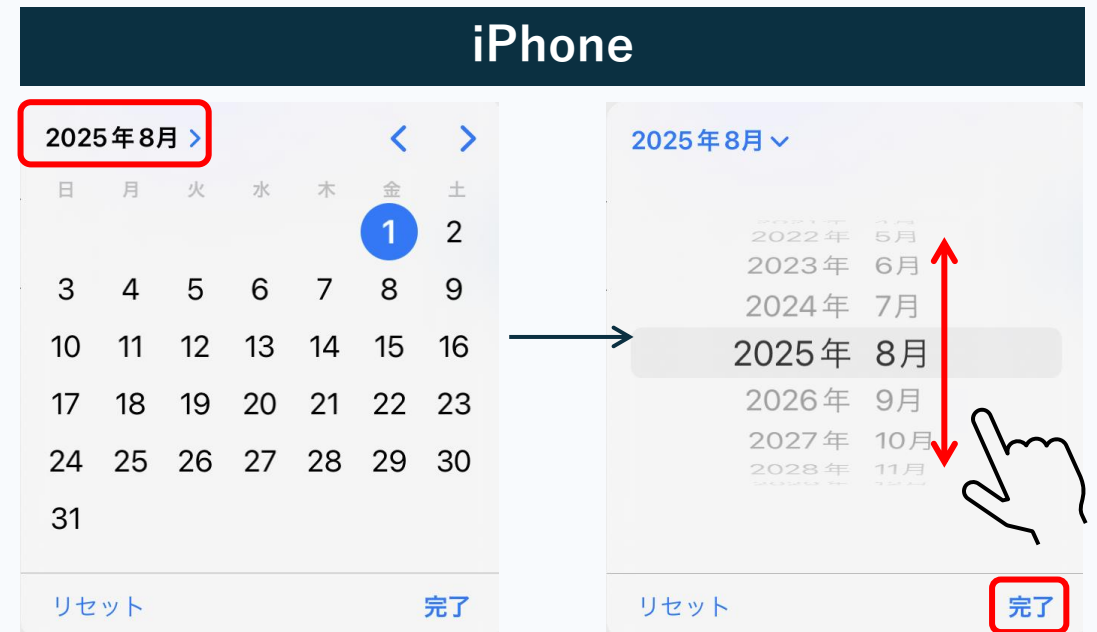 iPhone
2025年8月 >
日 月 火 水 木 金 土
1 2
3 4 5 6 7 8 9
10 11 12 13 14 15 16
17 18 19 20 21 22 23
24 25 26 27 28 29 30
31
リセット 完了
2025年8月
2022年 5月
2023年 6月
2024年 7月
2025年 8月
2026年 9月
2027年 10月
2028年 11月
リセット 完了